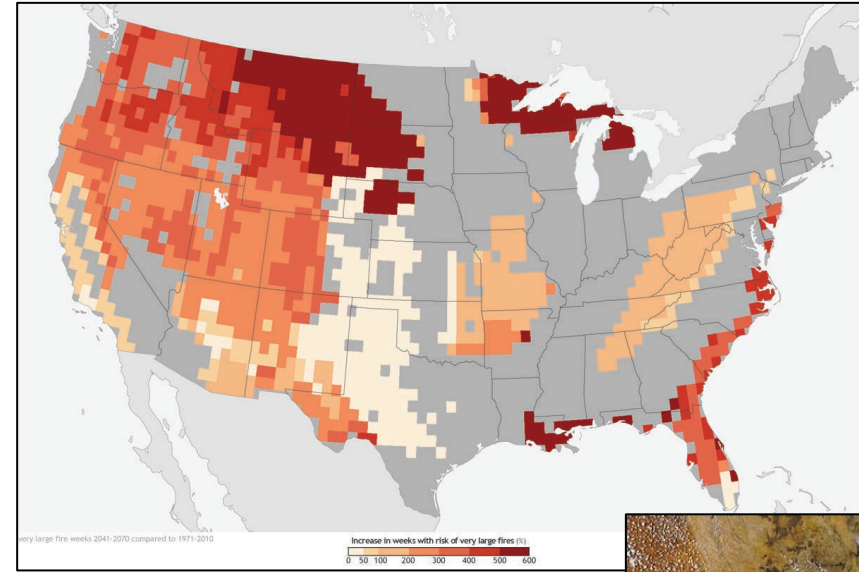 very large fire weeks 2041-2070 compared to 1971-2010
Increase in weeks with risk of very large fires (%)
0 50 100 200 300 400 500 600